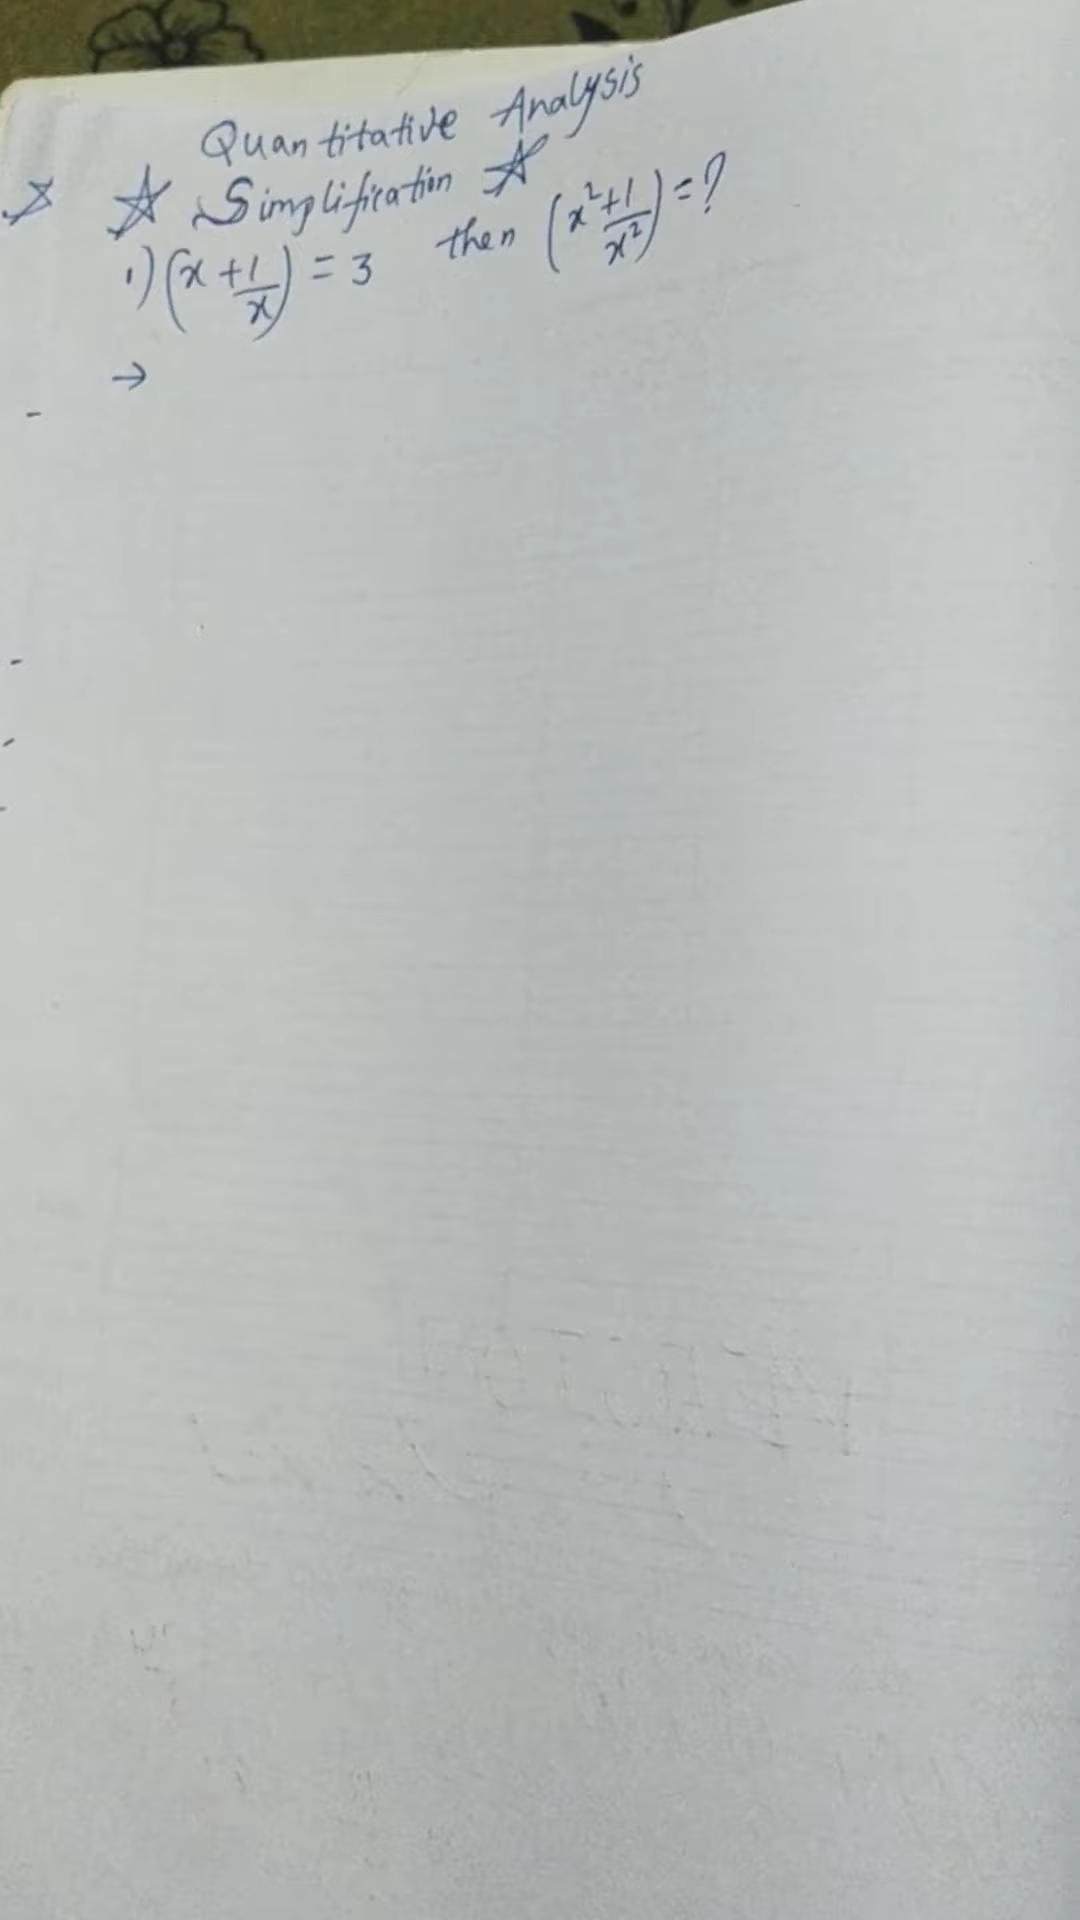 Quantitative Analysis
☆ ☆ Simplification ☆
1) (x + 1/x) = 3 then (x² + 1/x²) = ?
→